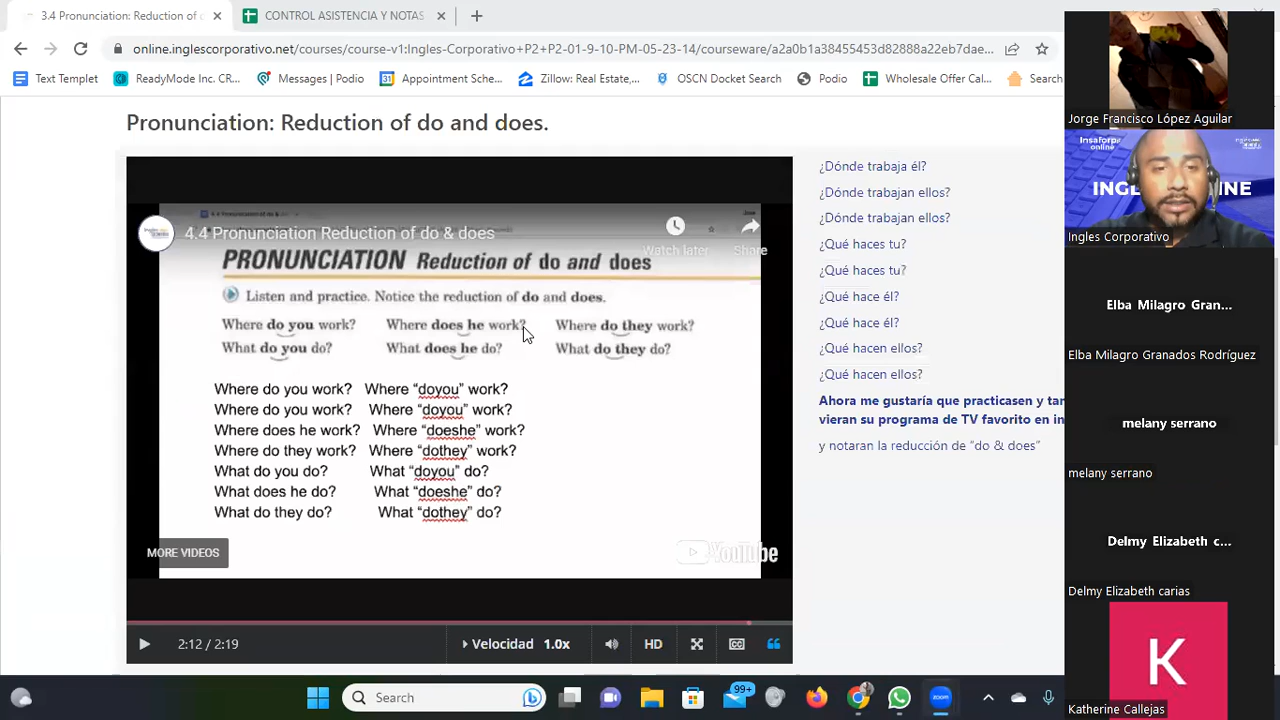 3.4 Pronunciation: Reduction of d
CONTROL ASISTENCIA Y NOTAS
online.inglescorporativo.net/courses/course-v1:Ingles-Corporativo+P2+P2-01-9-10-PM-05-23-14/courseware/a2a0b1a38455453d82888a22eb7dae...
Text Templet
ReadyMode Inc. CR...
Messages | Podio
Appointment Sche...
Zillow: Real Estate,...
OSCN Docket Search
Podio
Wholesale Offer Cal...
Search
Pronunciation: Reduction of do and does.
4.4 Pronunciation Reduction of do & does
Watch later
Share
PRONUNCIATION Reduction of do and does
Listen and practice. Notice the reduction of do and does.
Where do you work? Where does he work? Where do they work?
What do you do? What does he do? What do they do?
Where do you work? Where “doyou” work?
Where do you work? Where “doyou” work?
Where does he work? Where “doeshe” work?
Where do they work? Where “dothey” work?
What do you do? What “doyou” do?
What does he do? What “doeshe” do?
What do they do? What “dothey” do?
MORE VIDEOS
YouTube
2:12 / 2:19
Velocidad 1.0x
HD
¿Dónde trabaja él?
¿Dónde trabajan ellos?
¿Dónde trabajan ellos?
¿Qué haces tu?
¿Qué haces tu?
¿Qué hace él?
¿Qué hace él?
¿Qué hacen ellos?
¿Qué hacen ellos?
Ahora me gustaría que practicasen y tan
vieran su programa de TV favorito en in
y notaran la reducción de “do & does”
Jorge Francisco López Aguilar
Insaforp
online
INGL
INE
Ingles Corporativo
Elba Milagro Gran...
Elba Milagro Granados Rodríguez
melany serrano
melany serrano
Delmy Elizabeth c...
Delmy Elizabeth carias
K
Katherine Callejas
Search
99+
zoom